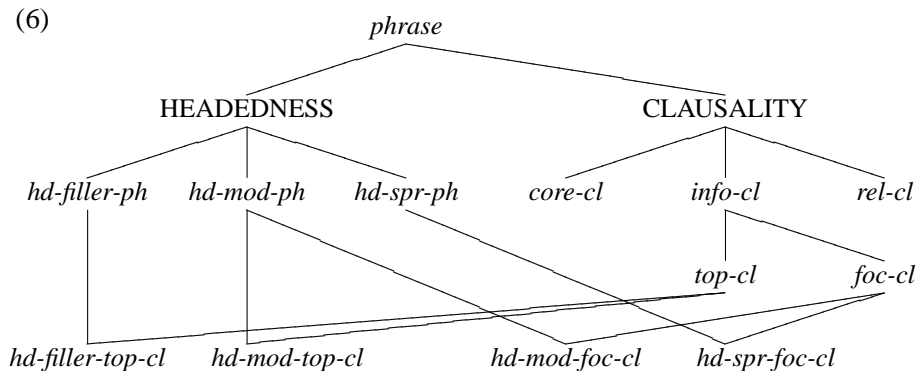 (6)
phrase
HEADEDNESS CLAUSALITY
hd-filler-ph hd-mod-ph hd-spr-ph core-cl info-cl rel-cl
top-cl foc-cl
hd-filler-top-cl hd-mod-top-cl hd-mod-foc-cl hd-spr-foc-cl